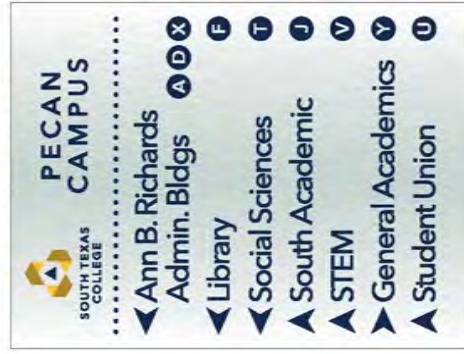 SOUTH TEXAS
COLLEGE
PECAN
CAMPUS
Ann B. Richards
Admin. Bldgs A D X
Library F
Social Sciences T
South Academic J
STEM V
General Academics Y
Student Union U